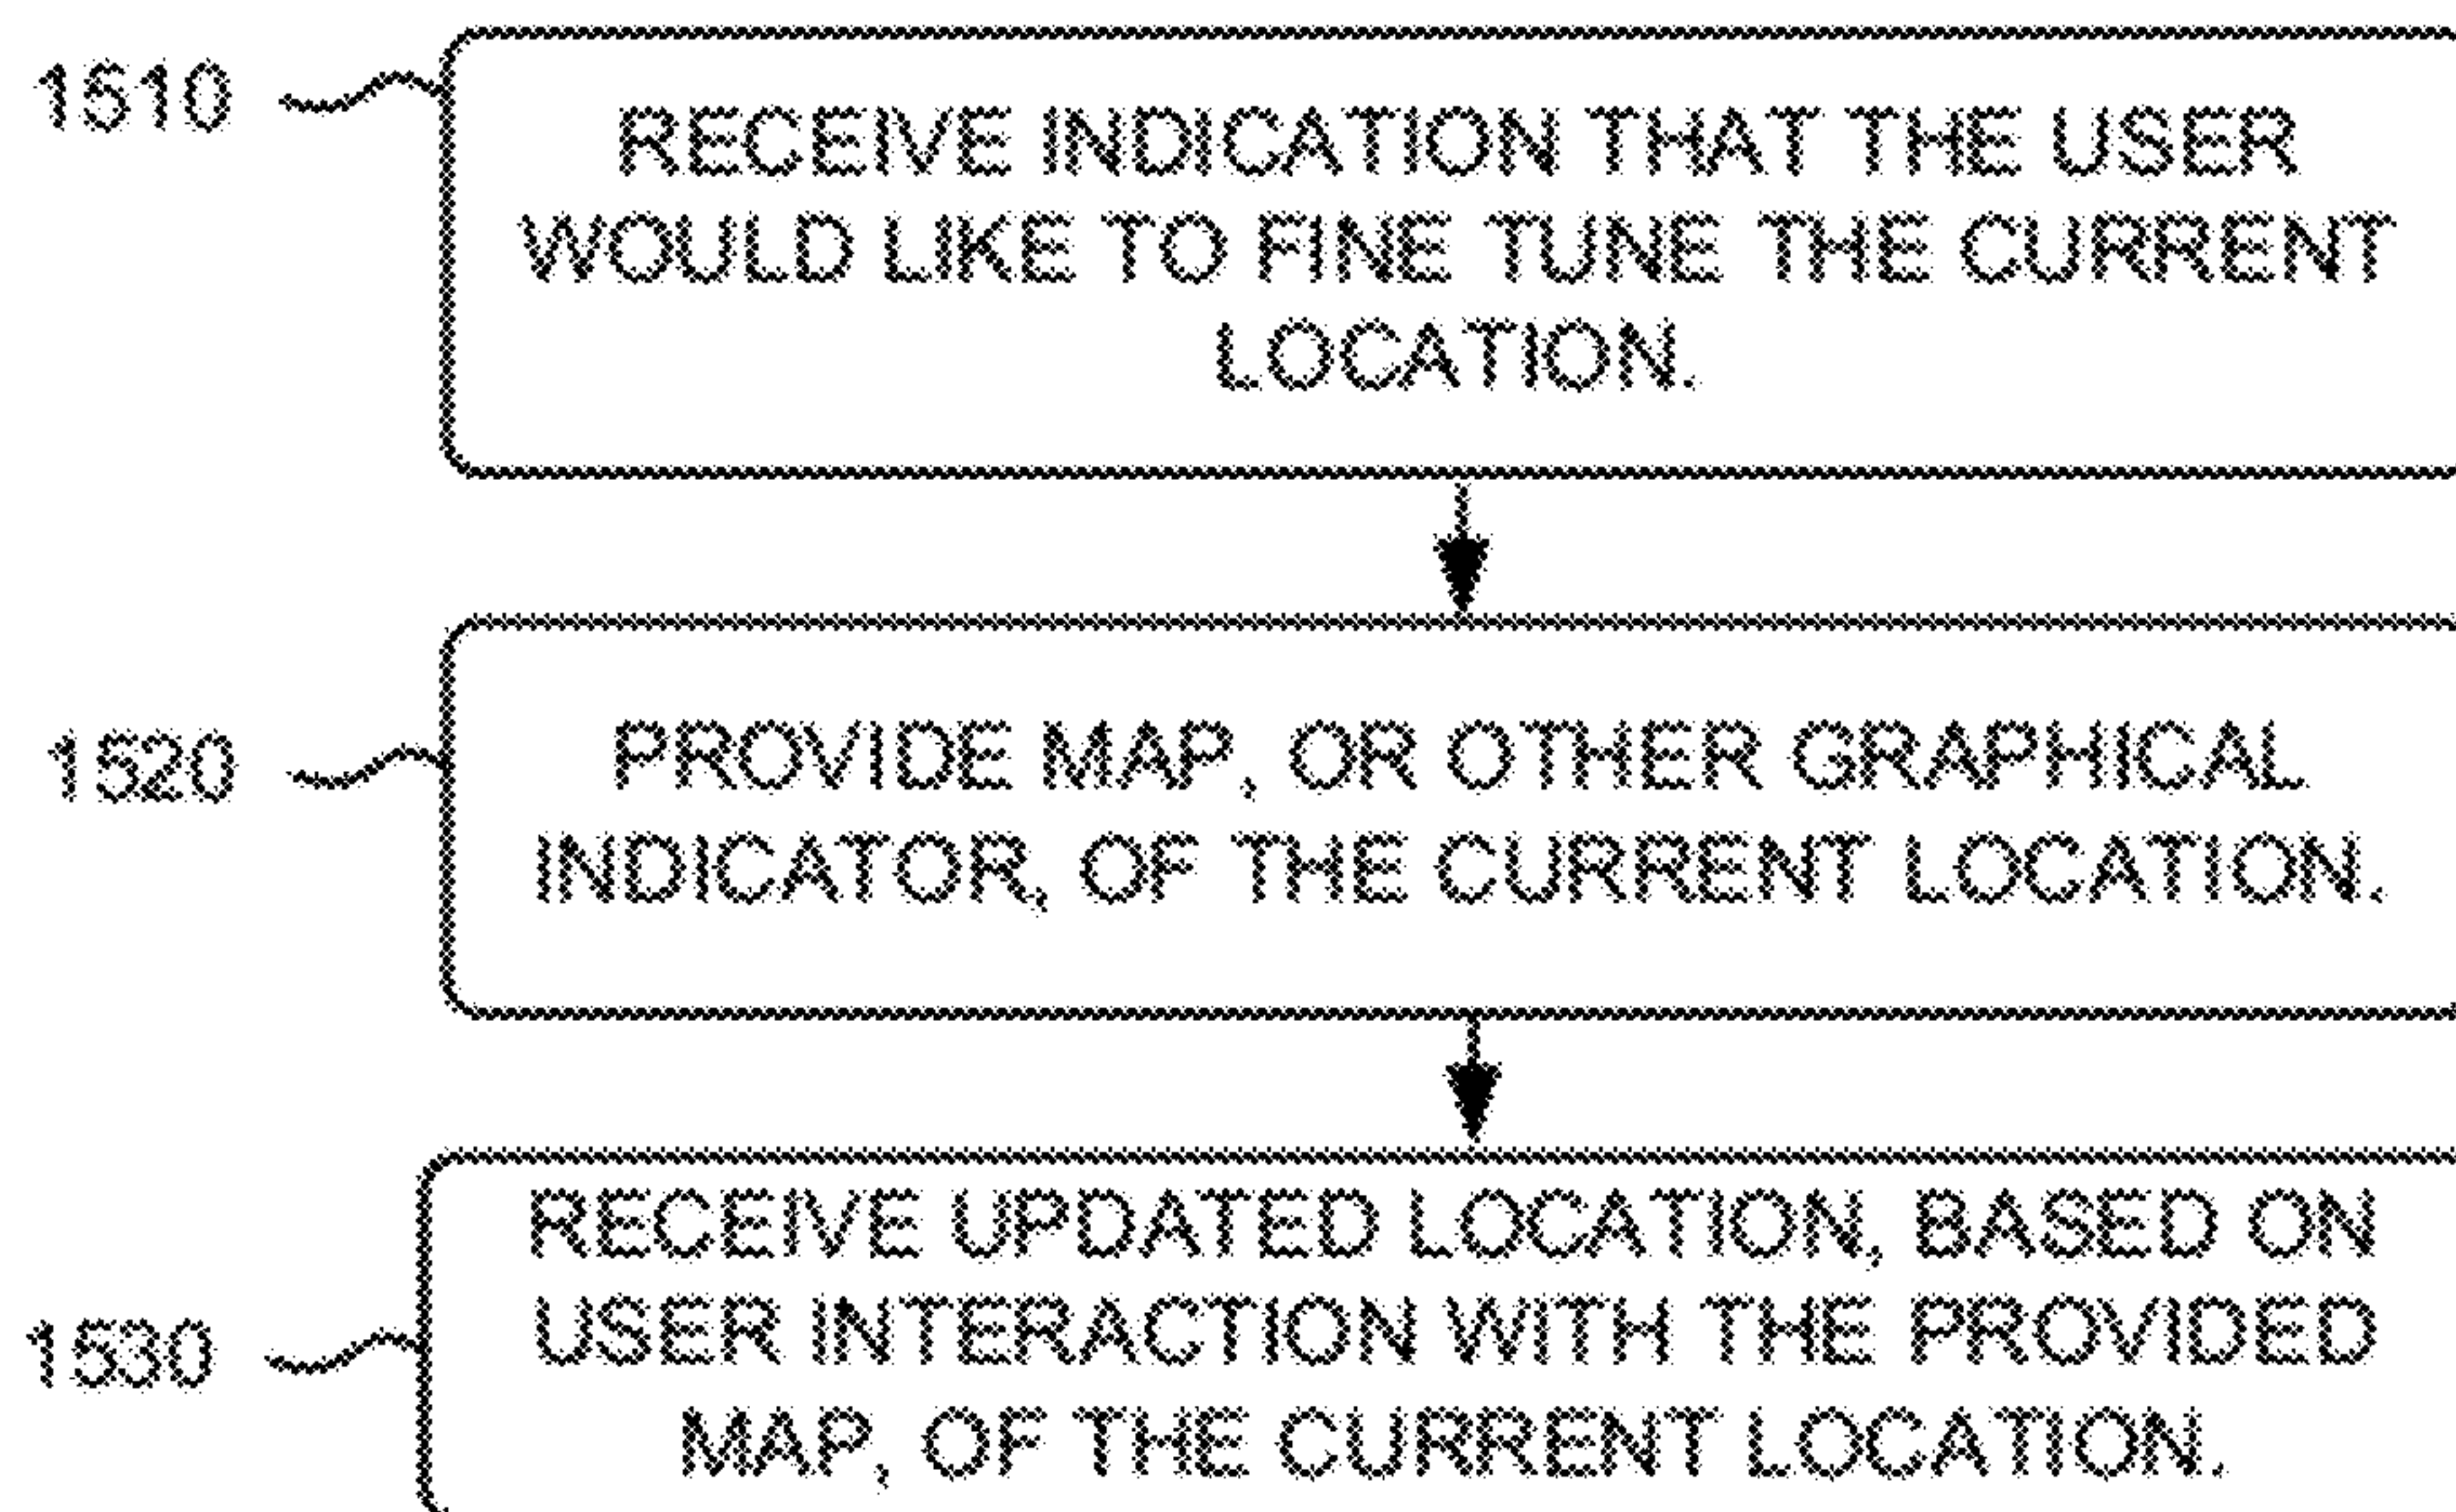 1510
RECEIVE INDICATION THAT THE USER
WOULD LIKE TO FINE TUNE THE CURRENT
LOCATION.
1520
PROVIDE MAP, OR OTHER GRAPHICAL
INDICATOR, OF THE CURRENT LOCATION.
1530
RECEIVE UPDATED LOCATION, BASED ON
USER INTERACTION WITH THE PROVIDED
MAP, OF THE CURRENT LOCATION.